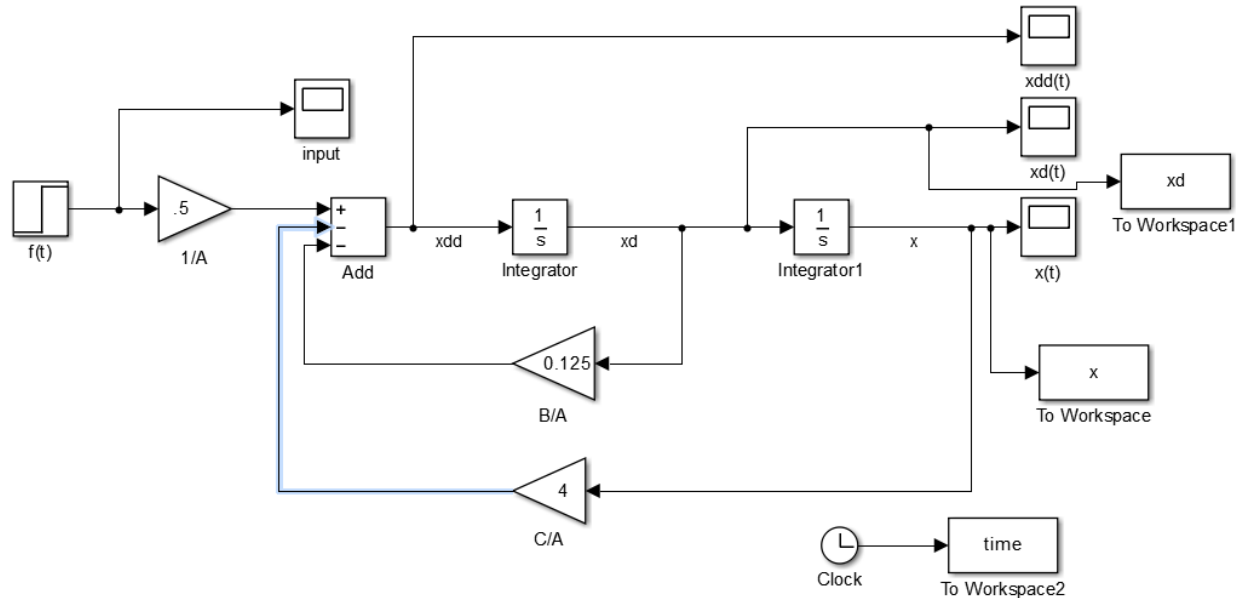 xdd(t)
input
xd(t)
xd
To Workspace1
f(t)
.5
1/A
+
−
−
Add
xdd
1
s
Integrator
xd
1
s
Integrator1
x
x(t)
0.125
B/A
x
To Workspace
4
C/A
Clock
time
To Workspace2